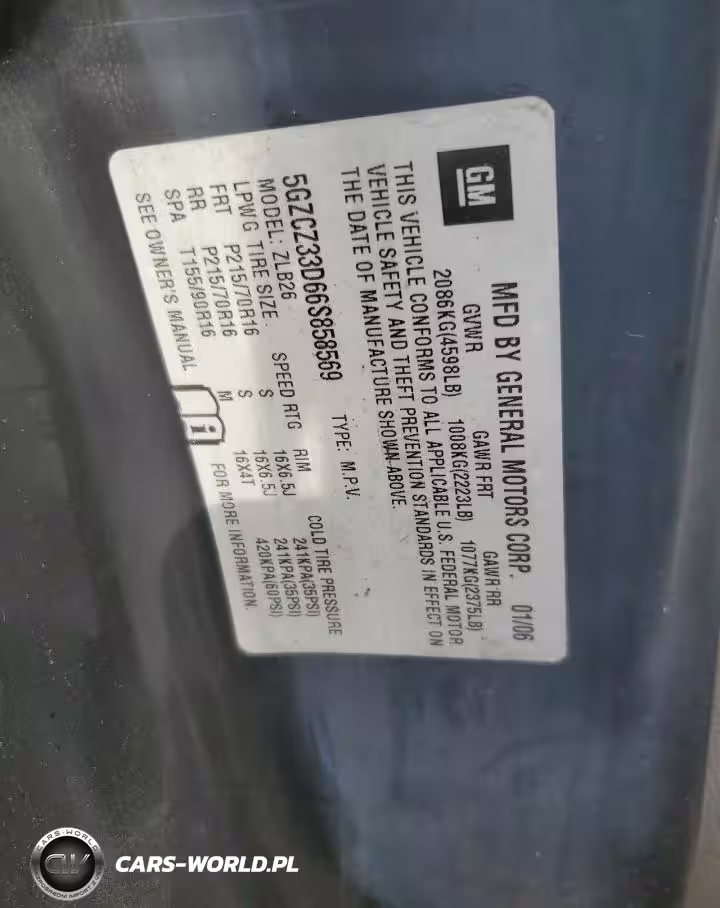 GM
MFD BY GENERAL MOTORS CORP. 01/06
GVWR GAWR FRT GAWR RR
2086KG(4598LB) 1008KG(2223LB) 1077KG(2375LB)
THIS VEHICLE CONFORMS TO ALL APPLICABLE U.S. FEDERAL MOTOR
VEHICLE SAFETY AND THEFT PREVENTION STANDARDS IN EFFECT ON
THE DATE OF MANUFACTURE SHOWN ABOVE.
5GZCZ33D66S858569 TYPE: M.P.V.
MODEL: ZLB26
LPWG TIRE SIZE SPEED RTG RIM COLD TIRE PRESSURE
FRT P215/70R16 S 16X6.5J 241KPA(35PSI)
RR P215/70R16 S 16X6.5J 241KPA(35PSI)
SPA T155/90R16 M 16X4T 420KPA(60PSI)
SEE OWNER'S MANUAL i FOR MORE INFORMATION.
CARS-WORLD
CW
CARS-WORLD.PL